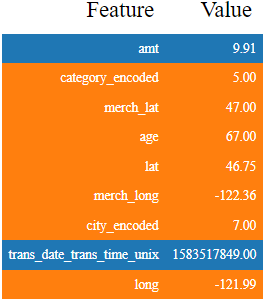 Feature Value
amt 9.91
category_encoded 5.00
merch_lat 47.00
age 67.00
lat 46.75
merch_long -122.36
city_encoded 7.00
trans_date_trans_time_unix 1583517849.00
long -121.99